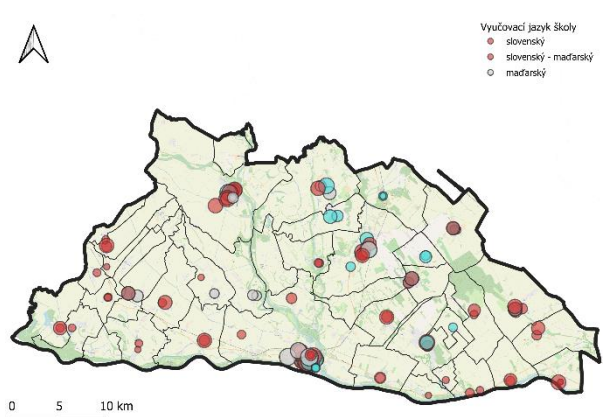 Vyučovací jazyk školy
slovenský
slovenský - maďarský
maďarský
0 5 10 km